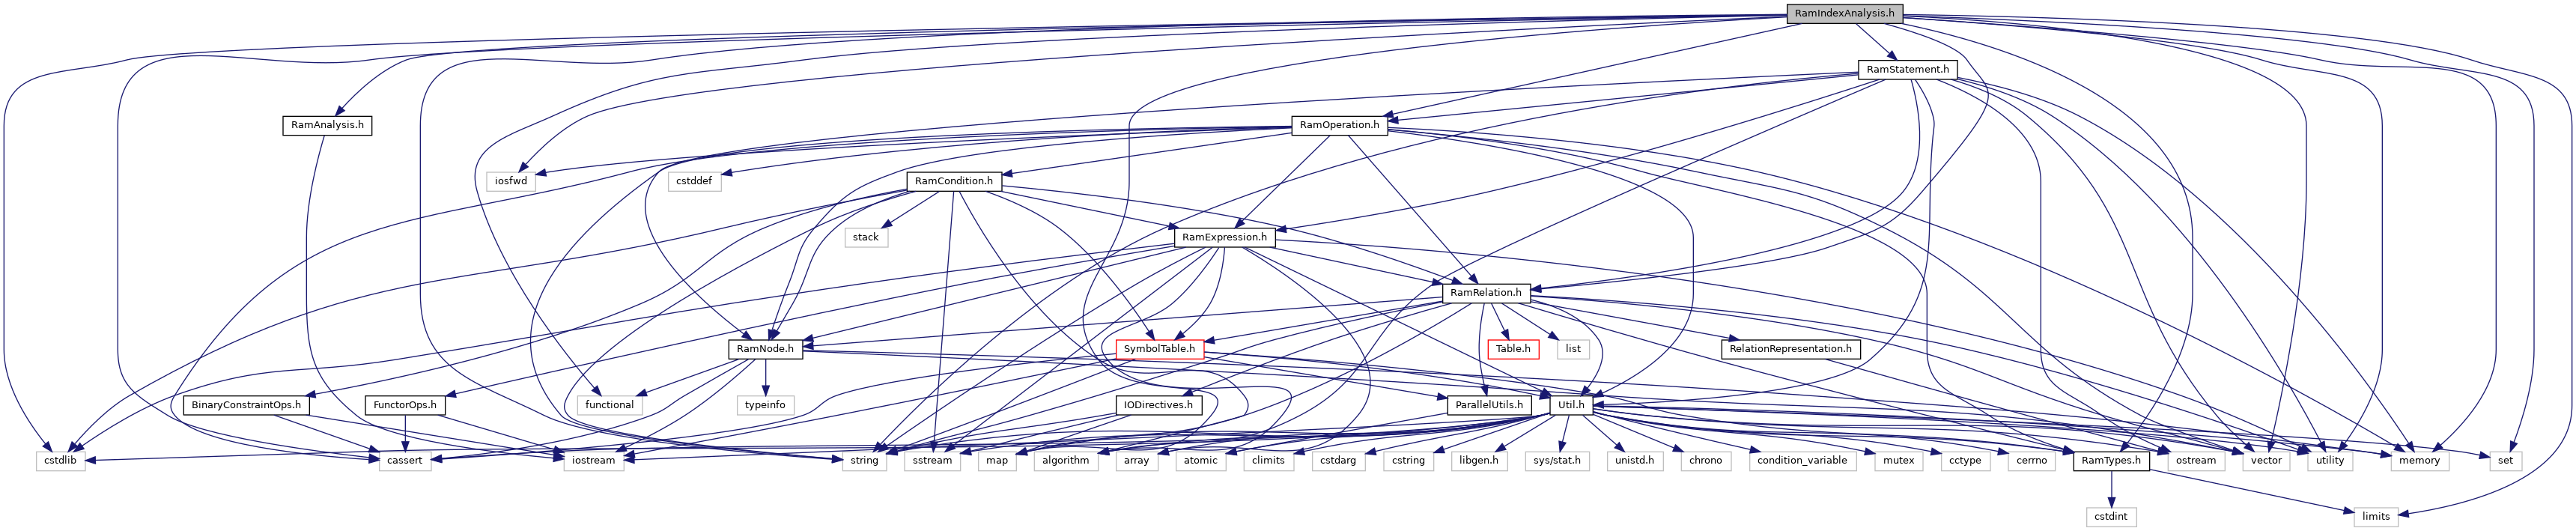 RamIndexAnalysis.h
RamStatement.h
RamAnalysis.h
RamOperation.h
iosfwd
cstddef
RamCondition.h
stack
RamExpression.h
RamRelation.h
RamNode.h
SymbolTable.h
Table.h
list
RelationRepresentation.h
BinaryConstraintOps.h
FunctorOps.h
functional
typeinfo
IODirectives.h
ParallelUtils.h
Util.h
cstdlib
cassert
iostream
string
sstream
map
algorithm
array
atomic
climits
cstdarg
cstring
libgen.h
sys/stat.h
unistd.h
chrono
condition_variable
mutex
cctype
cerrno
RamTypes.h
ostream
vector
utility
memory
set
cstdint
limits